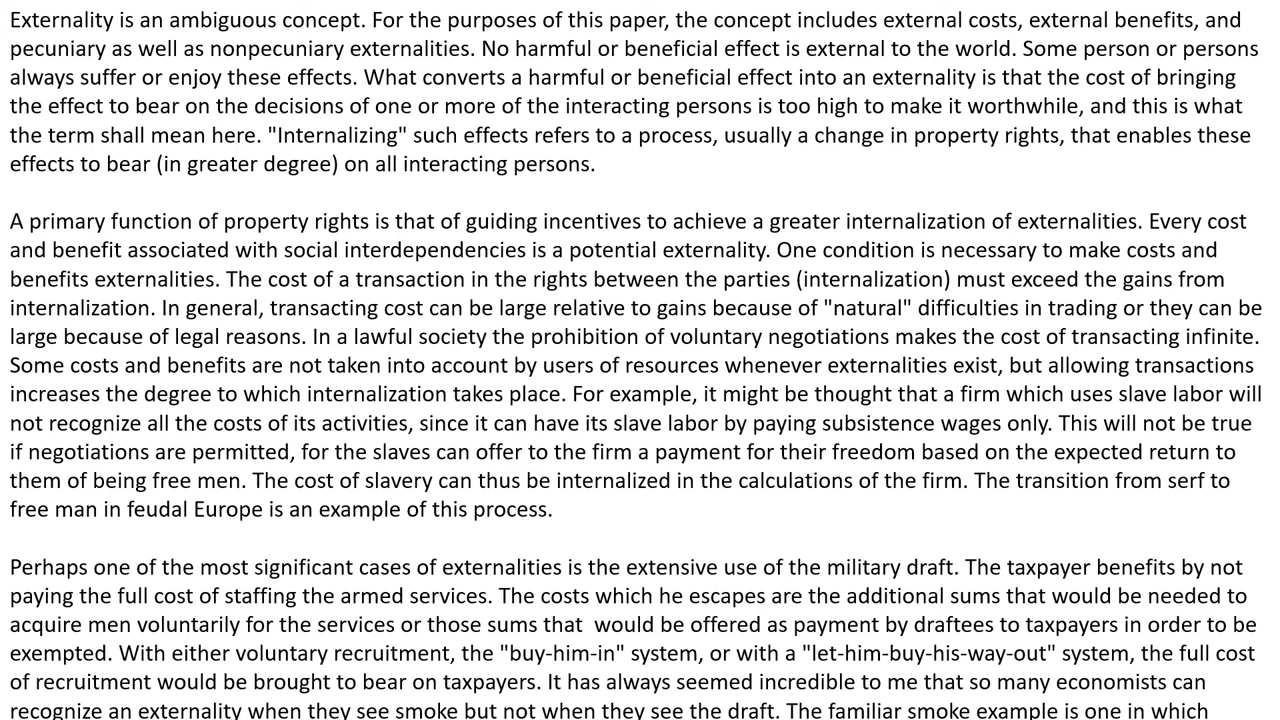 Externality is an ambiguous concept. For the purposes of this paper, the concept includes external costs, external benefits, and
pecuniary as well as nonpecuniary externalities. No harmful or beneficial effect is external to the world. Some person or persons
always suffer or enjoy these effects. What converts a harmful or beneficial effect into an externality is that the cost of bringing
the effect to bear on the decisions of one or more of the interacting persons is too high to make it worthwhile, and this is what
the term shall mean here. "Internalizing" such effects refers to a process, usually a change in property rights, that enables these
effects to bear (in greater degree) on all interacting persons.
A primary function of property rights is that of guiding incentives to achieve a greater internalization of externalities. Every cost
and benefit associated with social interdependencies is a potential externality. One condition is necessary to make costs and
benefits externalities. The cost of a transaction in the rights between the parties (internalization) must exceed the gains from
internalization. In general, transacting cost can be large relative to gains because of "natural" difficulties in trading or they can be
large because of legal reasons. In a lawful society the prohibition of voluntary negotiations makes the cost of transacting infinite.
Some costs and benefits are not taken into account by users of resources whenever externalities exist, but allowing transactions
increases the degree to which internalization takes place. For example, it might be thought that a firm which uses slave labor will
not recognize all the costs of its activities, since it can have its slave labor by paying subsistence wages only. This will not be true
if negotiations are permitted, for the slaves can offer to the firm a payment for their freedom based on the expected return to
them of being free men. The cost of slavery can thus be internalized in the calculations of the firm. The transition from serf to
free man in feudal Europe is an example of this process.
Perhaps one of the most significant cases of externalities is the extensive use of the military draft. The taxpayer benefits by not
paying the full cost of staffing the armed services. The costs which he escapes are the additional sums that would be needed to
acquire men voluntarily for the services or those sums that  would be offered as payment by draftees to taxpayers in order to be
exempted. With either voluntary recruitment, the "buy-him-in" system, or with a "let-him-buy-his-way-out" system, the full cost
of recruitment would be brought to bear on taxpayers. It has always seemed incredible to me that so many economists can
recognize an externality when they see smoke but not when they see the draft. The familiar smoke example is one in which